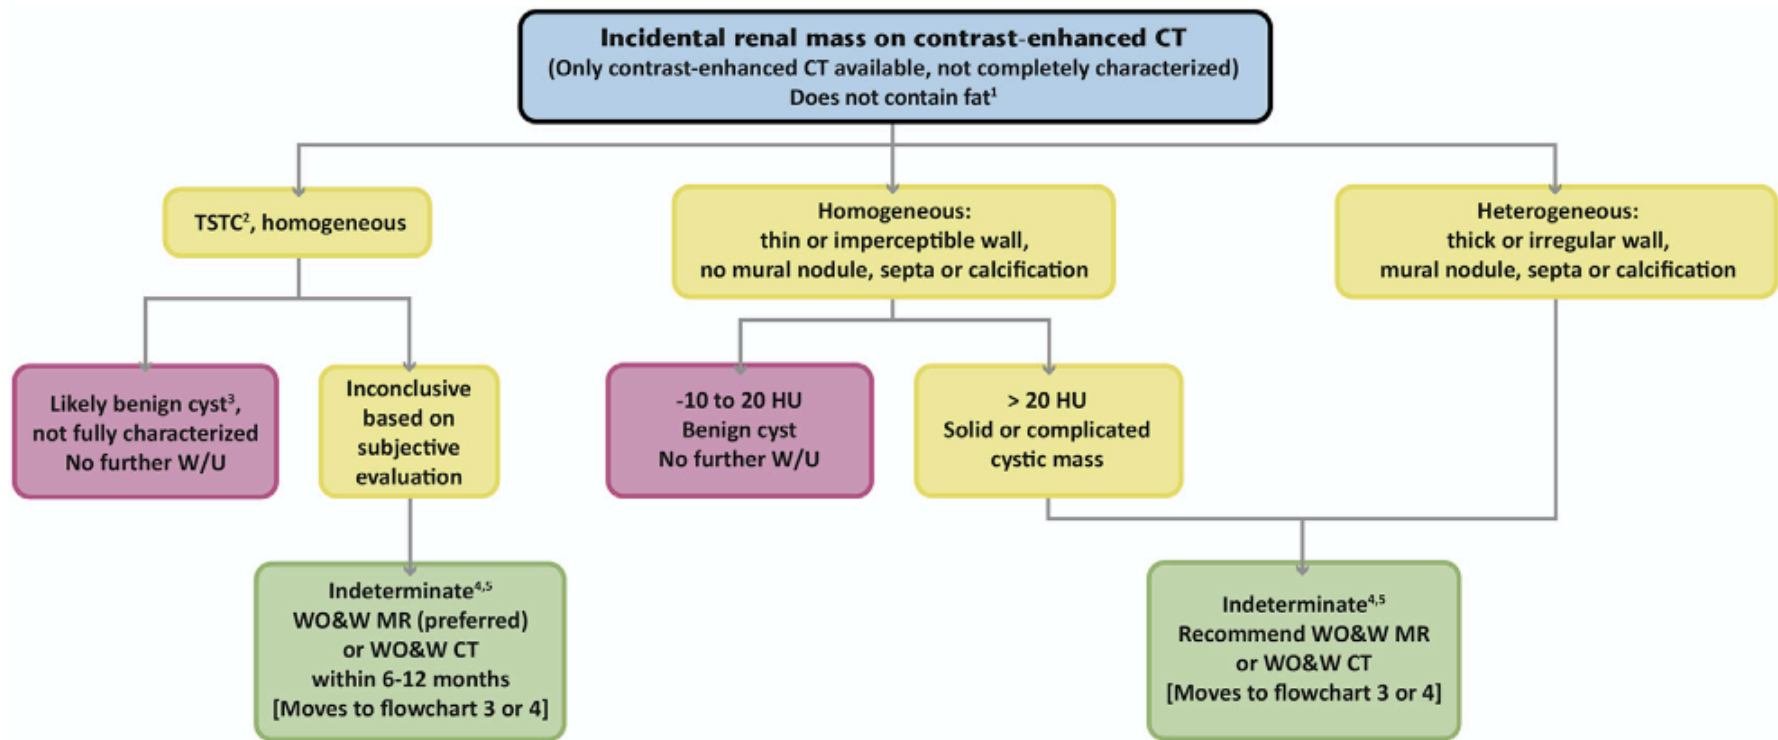 Incidental renal mass on contrast-enhanced CT
(Only contrast-enhanced CT available, not completely characterized)
Does not contain fat¹
TSTC², homogeneous
Homogeneous:
thin or imperceptible wall,
no mural nodule, septa or calcification
Heterogeneous:
thick or irregular wall,
mural nodule, septa or calcification
Likely benign cyst³,
not fully characterized
No further W/U
Inconclusive
based on
subjective
evaluation
-10 to 20 HU
Benign cyst
No further W/U
> 20 HU
Solid or complicated
cystic mass
Indeterminate⁴,⁵
WO&W MR (preferred)
or WO&W CT
within 6-12 months
[Moves to flowchart 3 or 4]
Indeterminate⁴,⁵
Recommend WO&W MR
or WO&W CT
[Moves to flowchart 3 or 4]